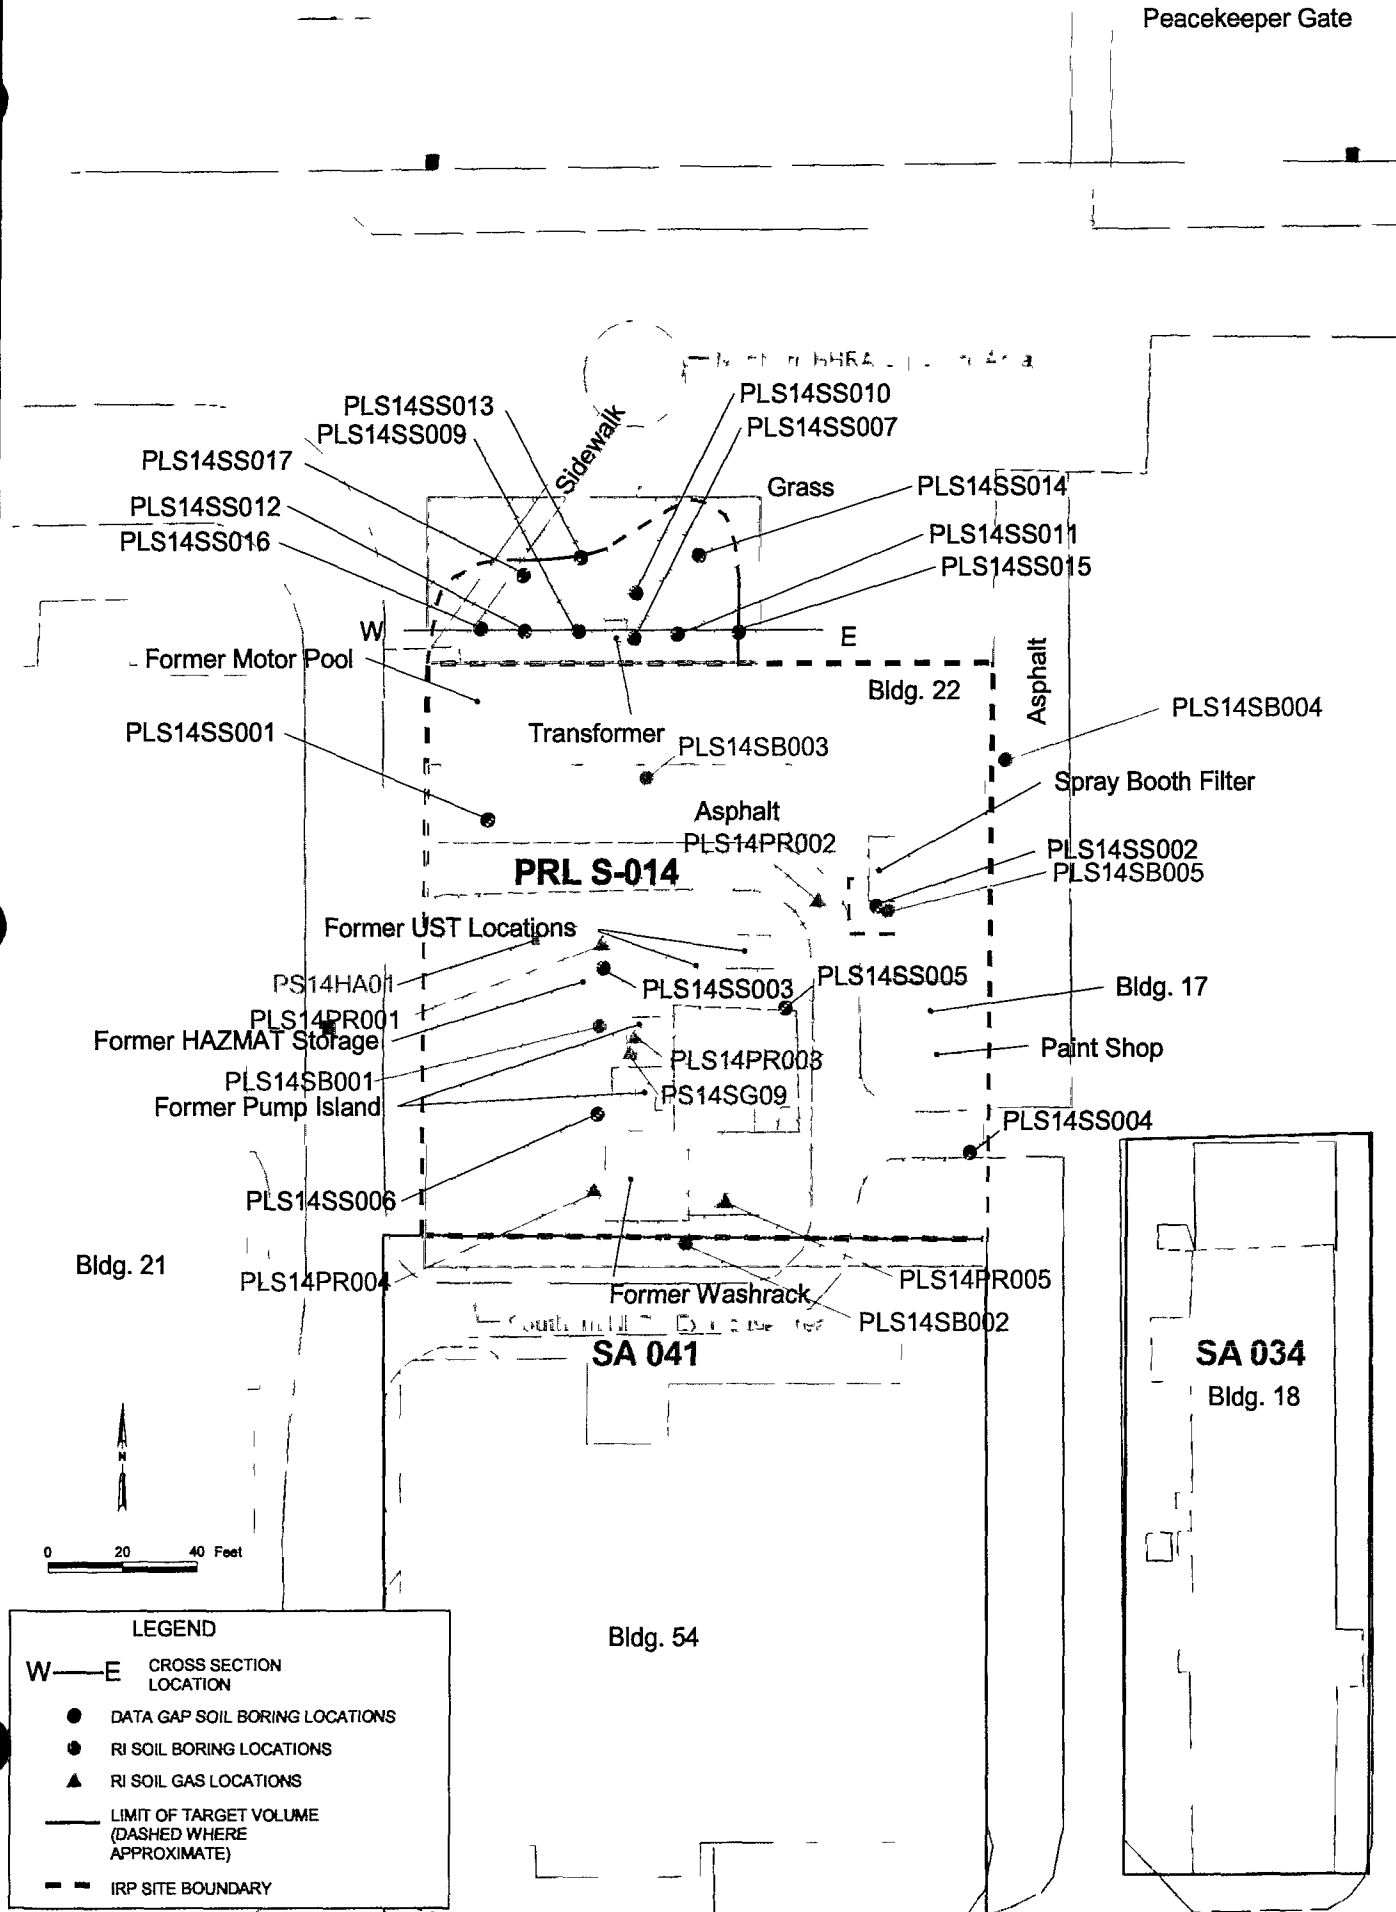 Peacekeeper Gate
PLS14SS010
PLS14SS013
PLS14SS007
PLS14SS009
Sidewalk
PLS14SS017
Grass
PLS14SS014
PLS14SS012
PLS14SS011
PLS14SS016
PLS14SS015
W
E
Former Motor Pool
Bldg. 22
Asphalt
PLS14SB004
PLS14SS001
Transformer
PLS14SB003
Spray Booth Filter
Asphalt
PLS14PR002
PLS14SS002
PRL S-014
PLS14SB005
Former UST Locations
PS14HA01
PLS14SS003
PLS14SS005
Bldg. 17
PLS14PR001
Former HAZMAT Storage
Paint Shop
PLS14PR003
PLS14SB001
PS14SG09
Former Pump Island
PLS14SS004
PLS14SS006
Bldg. 21
PLS14PR004
PLS14PR005
Former Washrack
PLS14SB002
SA 041
SA 034
Bldg. 18
N
0 20 40 Feet
Bldg. 54
LEGEND
W E CROSS SECTION
LOCATION
DATA GAP SOIL BORING LOCATIONS
RI SOIL BORING LOCATIONS
RI SOIL GAS LOCATIONS
LIMIT OF TARGET VOLUME
(DASHED WHERE
APPROXIMATE)
IRP SITE BOUNDARY